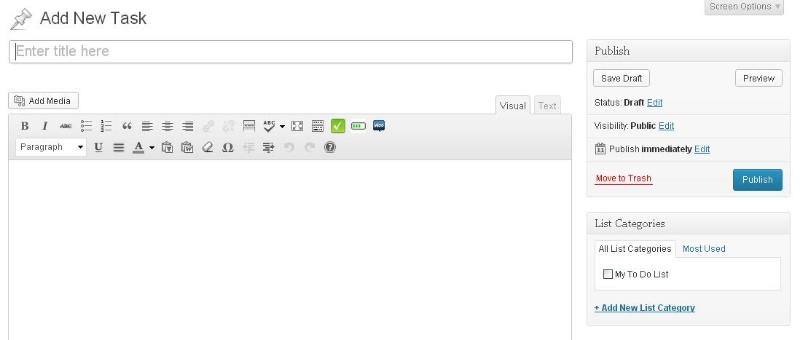 Screen Options
Add New Task
Enter title here
Add Media
Visual
Text
B I ABC
ABC
Paragraph
U A
Ω
Publish
Save Draft
Preview
Status: Draft Edit
Visibility: Public Edit
Publish immediately Edit
Move to Trash
Publish
List Categories
All List Categories
Most Used
My To Do List
+ Add New List Category